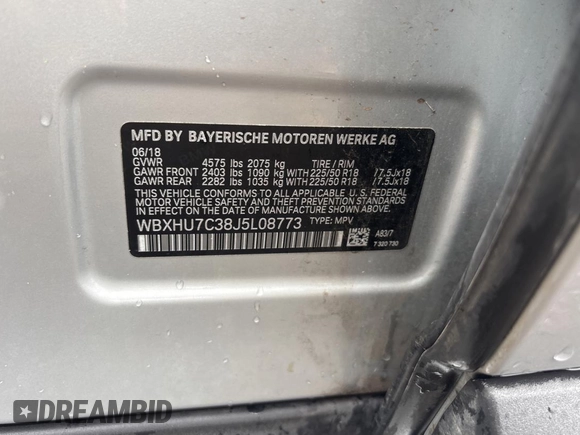 MFD BY BAYERISCHE MOTOREN WERKE AG
06/18
GVWR 4575 lbs 2075 kg TIRE / RIM
GAWR FRONT 2403 lbs 1090 kg WITH 225/50 R18 /7.5Jx18
GAWR REAR 2282 lbs 1035 kg WITH 225/50 R18 /7.5Jx18
THIS VEHICLE CONFORMS TO ALL APPLICABLE U. S. FEDERAL
MOTOR VEHICLE SAFETY AND THEFT PREVENTION STANDARDS
IN EFFECT ON THE DATE OF MANUFACTURE SHOWN ABOVE.
WBXHU7C38J5L08773 TYPE: MPV
A83/7
7 320 730
DREAMBID